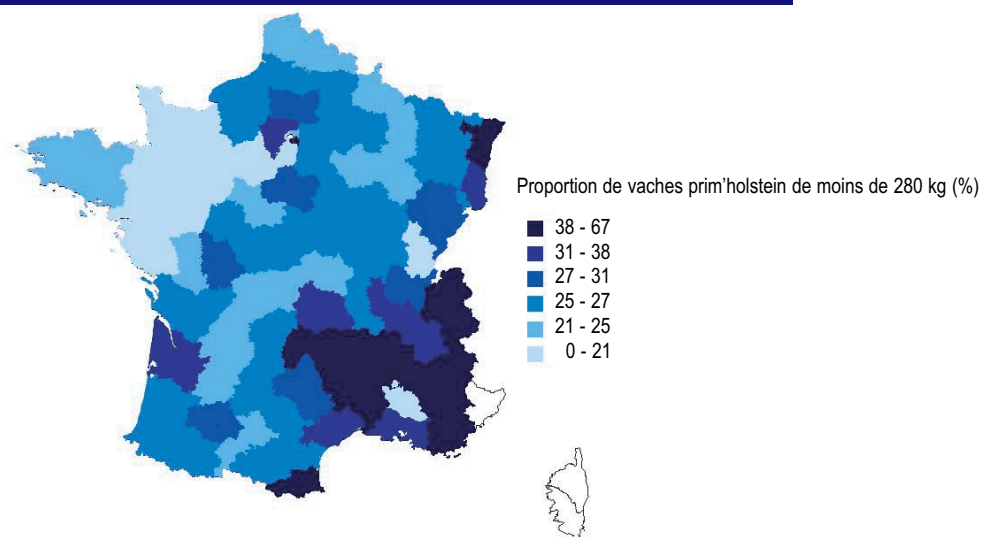 Proportion de vaches prim’holstein de moins de 280 kg (%)
38 - 67
31 - 38
27 - 31
25 - 27
21 - 25
0 - 21